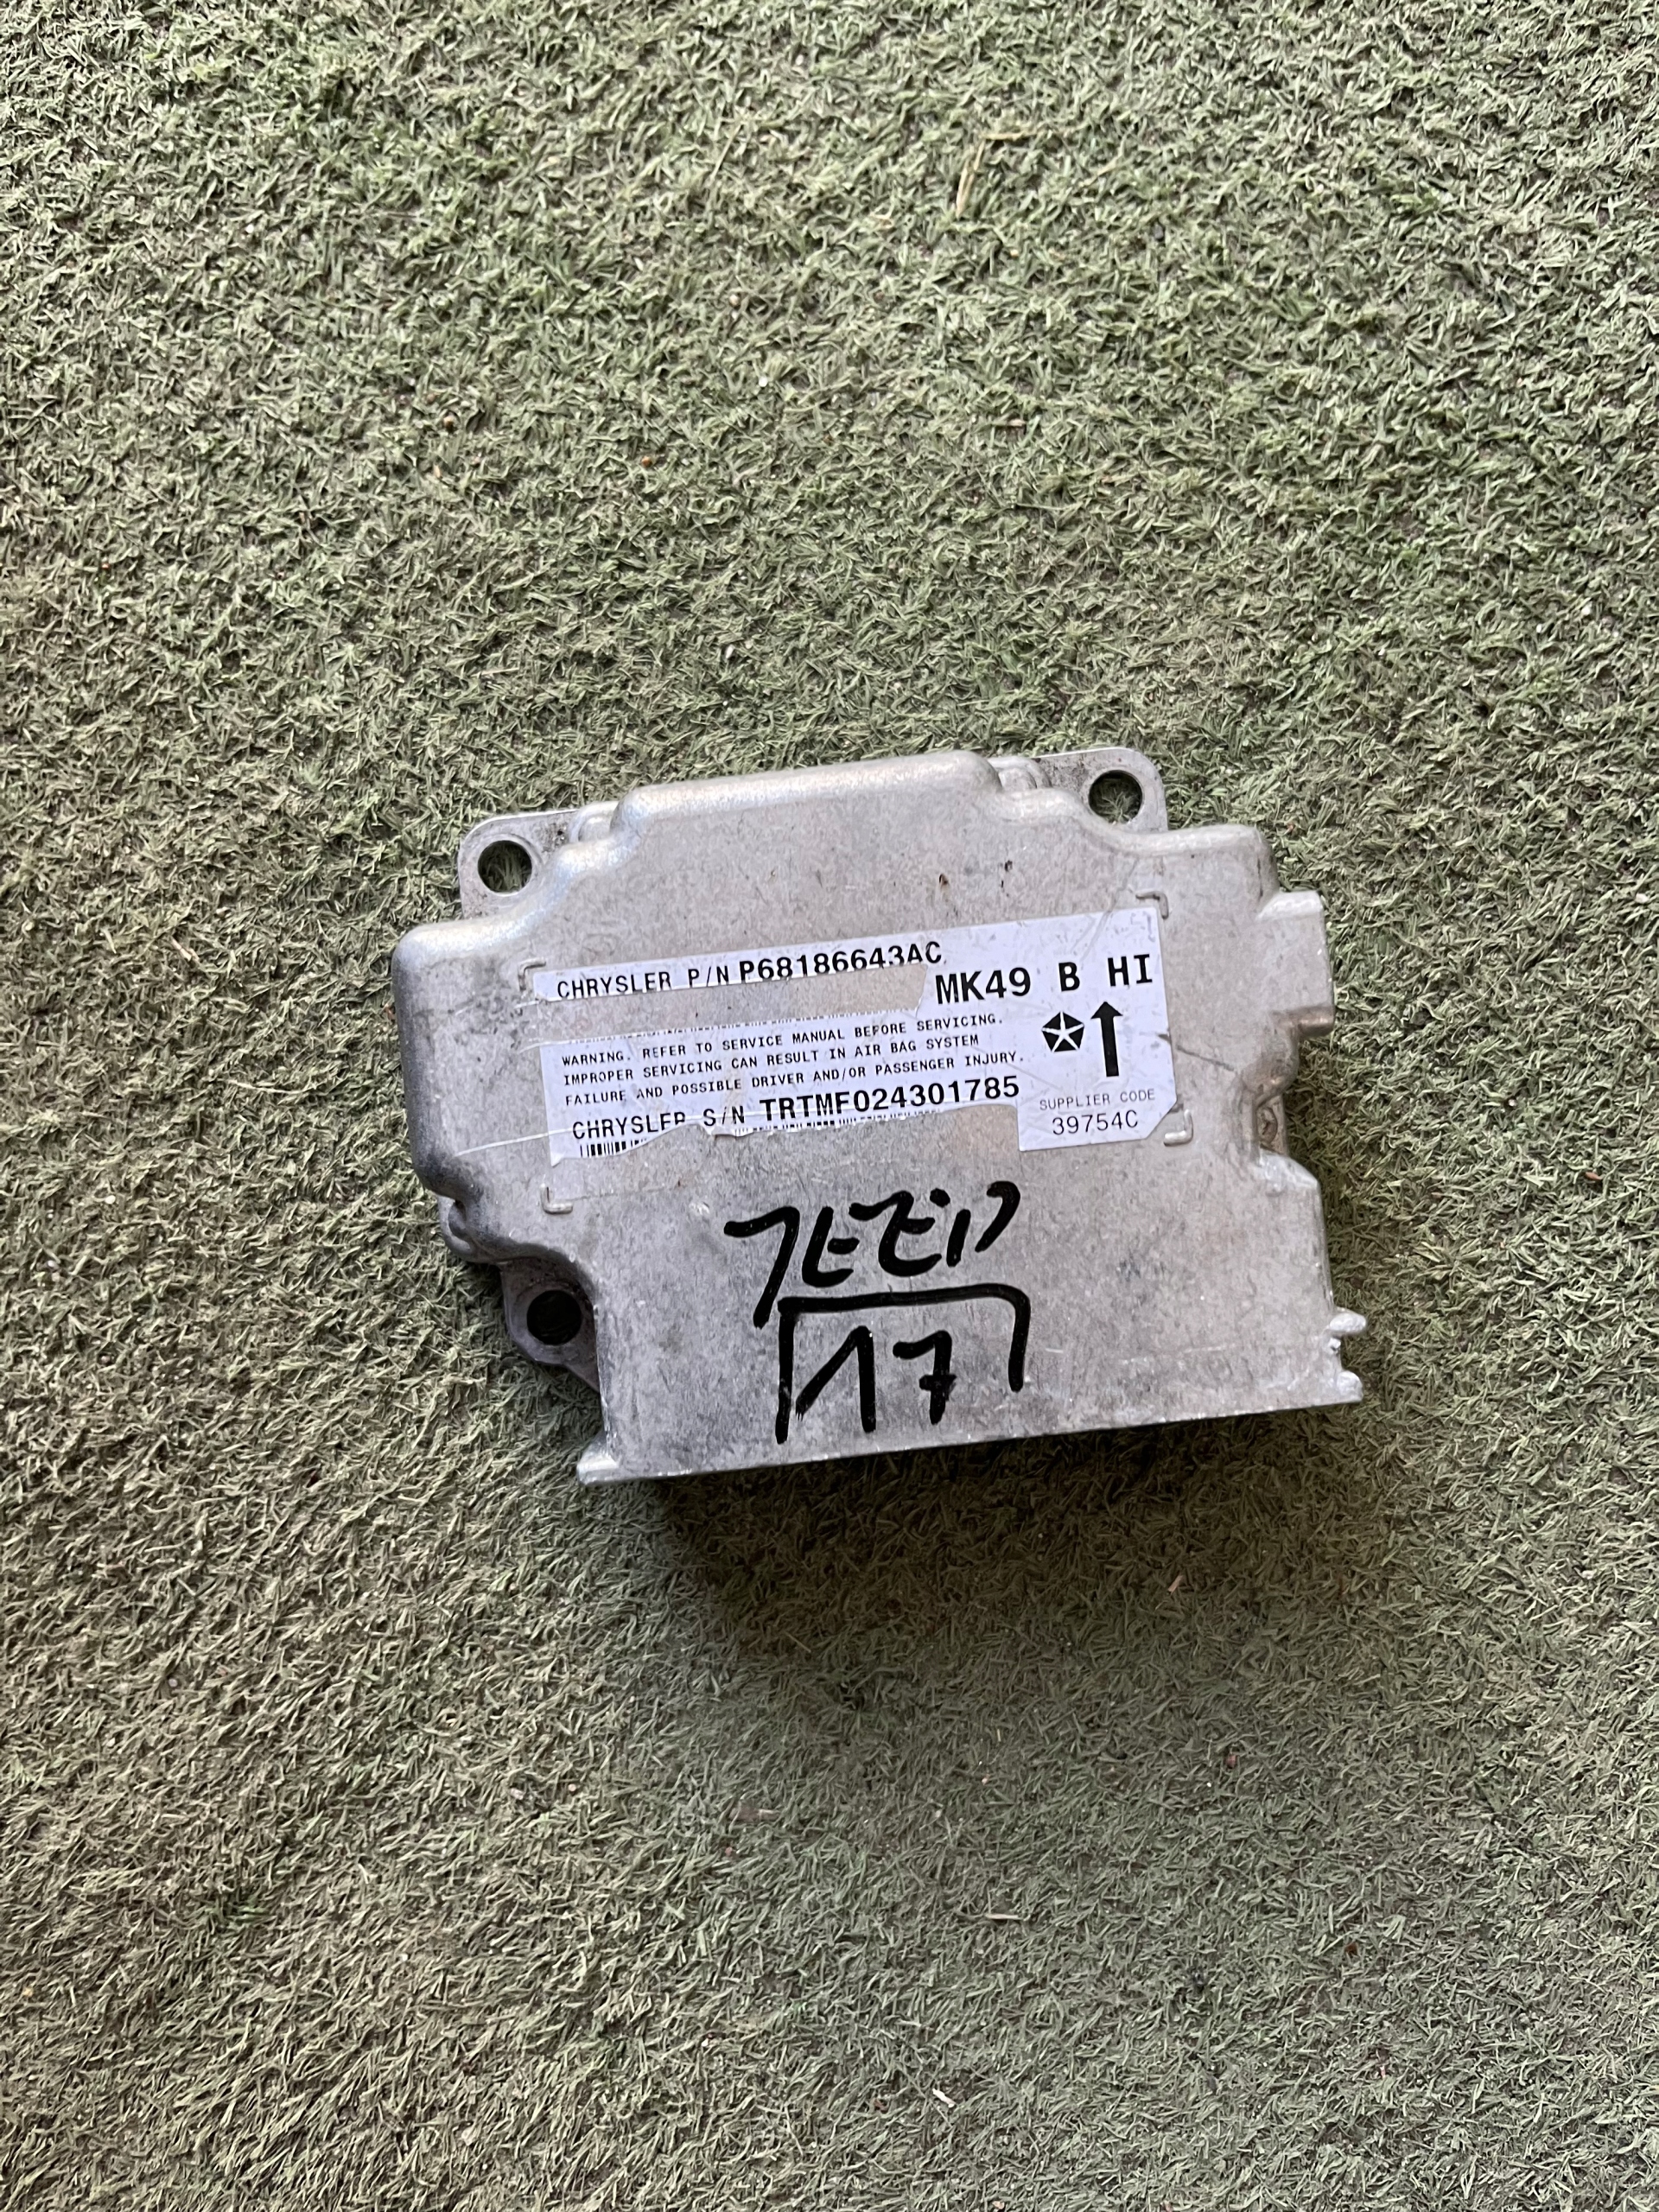 CHRYSLER P/N P68186643AC
MK49 B HI
WARNING. REFER TO SERVICE MANUAL BEFORE SERVICING.
IMPROPER SERVICING CAN RESULT IN AIR BAG SYSTEM
FAILURE AND POSSIBLE DRIVER AND/OR PASSENGER INJURY.
CHRYSLER S/N TRTMF024301785
SUPPLIER CODE
39754C
JEEP
17